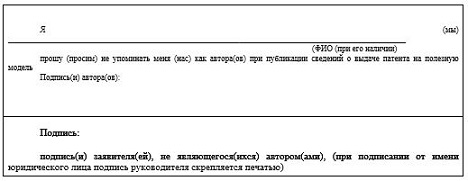 Я (мы)
(ФИО (при его наличии)
прошу (просим) не упоминать меня (нас) как автора(ов) при публикации сведений о выдаче патента на полезную
модель
Подпись(и) автора(ов):
Подпись:
подпись(и) заявителя(ей), не являющегося(ихся) автором(ами), (при подписании от имени
юридического лица подпись руководителя скрепляется печатью)